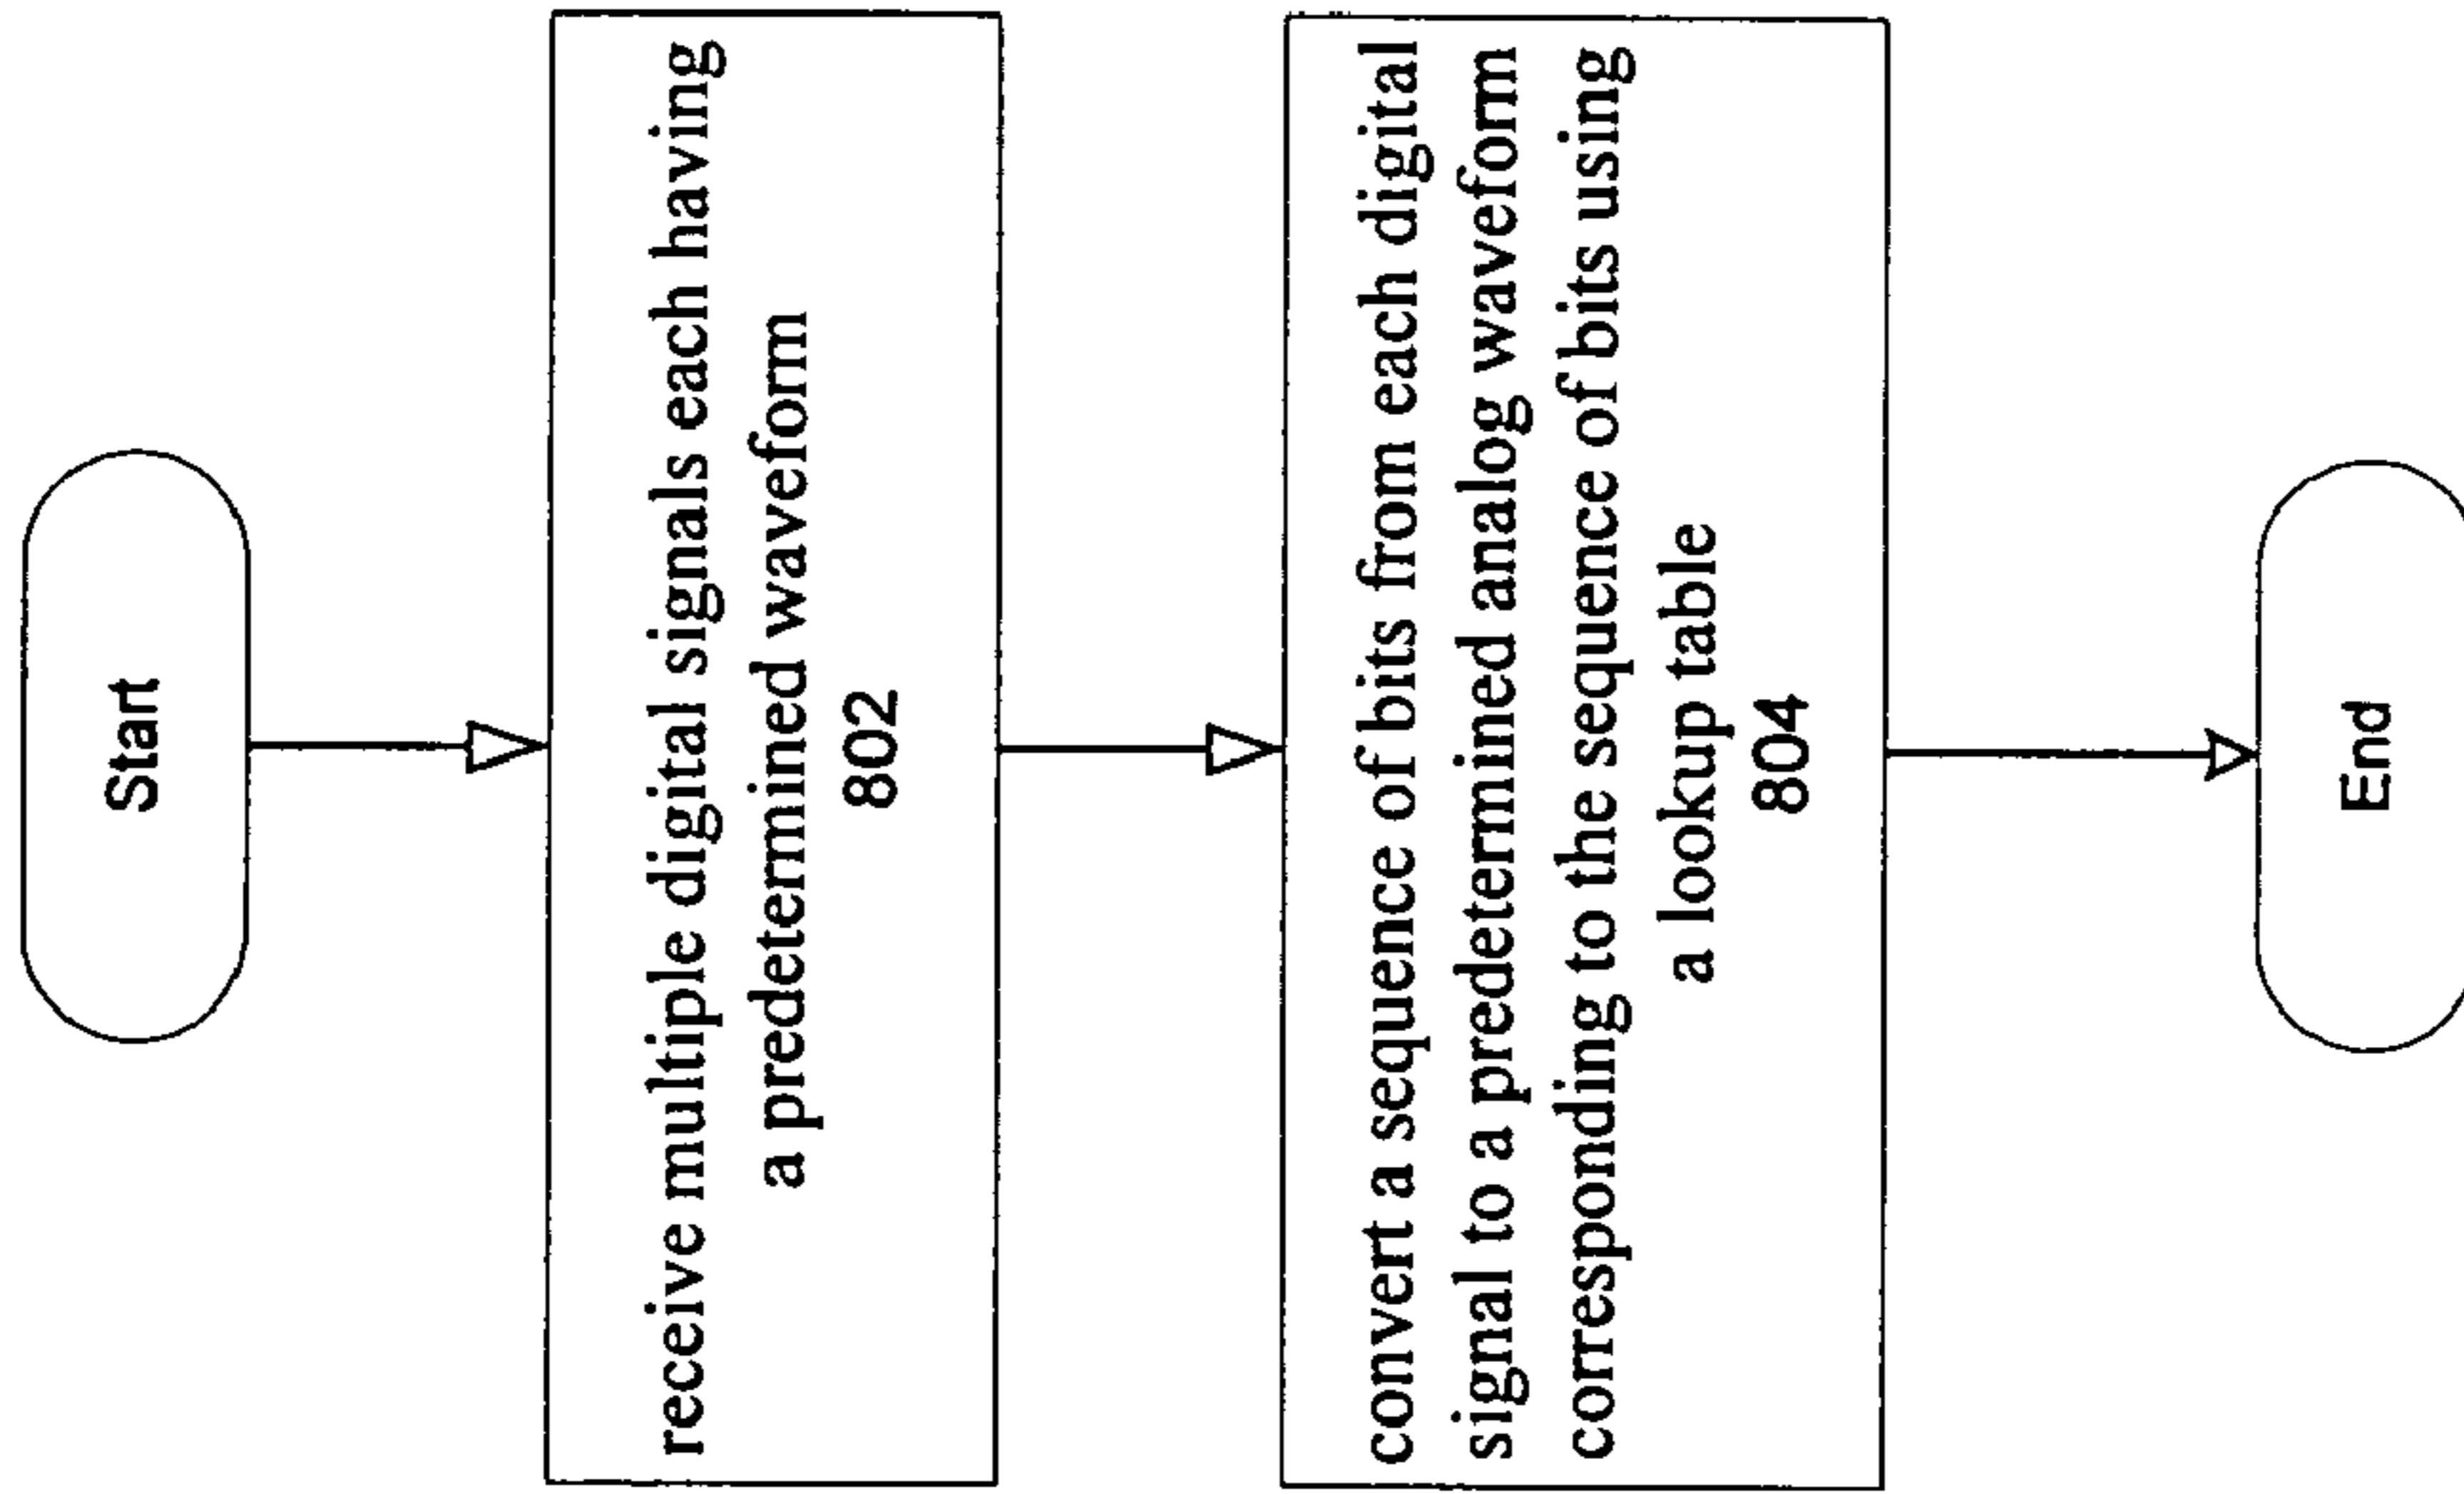 Start
receive multiple digital signals each having
a predetermined waveform
802
convert a sequence of bits from each digital
signal to a predetermined analog waveform
corresponding to the sequence of bits using
a lookup table
804
End